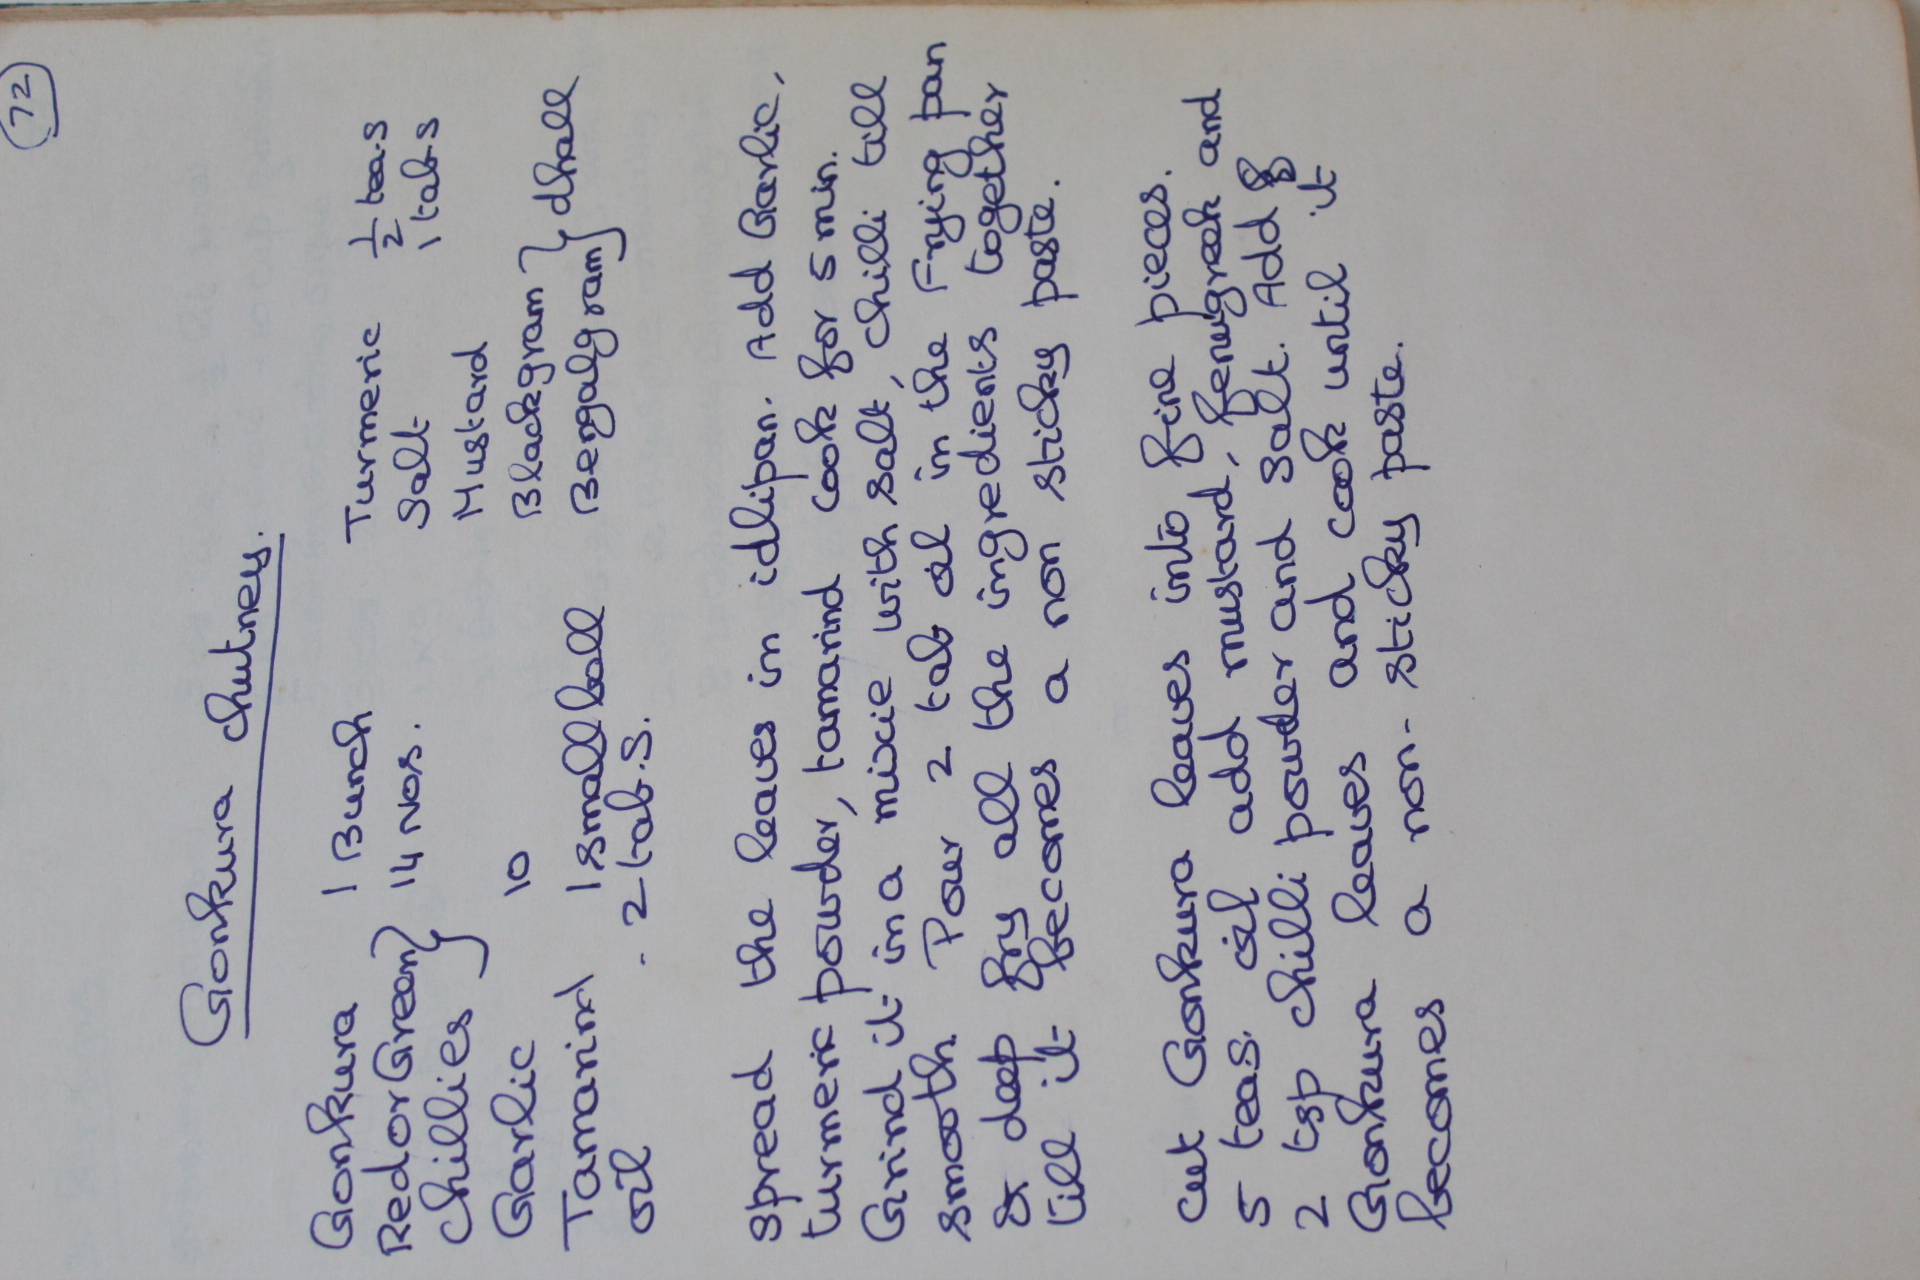 72
Gonkura chutney.
Gonkura 1 Bunch Turmeric 1/2 tea.s
Red or Green } 14 Nos. Salt 1 tab.s
chillies Mustard
Garlic 10 Blackgram } dhall
Tamarind 1 small ball Bengalgram
oil . 2 tab.s.
Spread the leaves in idlipan. Add Garlic,
turmeric powder, tamarind cook for 5 min.
Grind it in a mixie with salt, chilli till
smooth. Pour 2 tab oil in the Frying pan
& deep fry all the ingredients together
till it becomes a non sticky paste.
Cut Gonkura leaves into fine pieces.
5 teas. oil add mustard, fenugreek and
2 tsp chilli powder and salt. Add &
Gonkura leaves and cook until it
becomes a non-sticky paste.